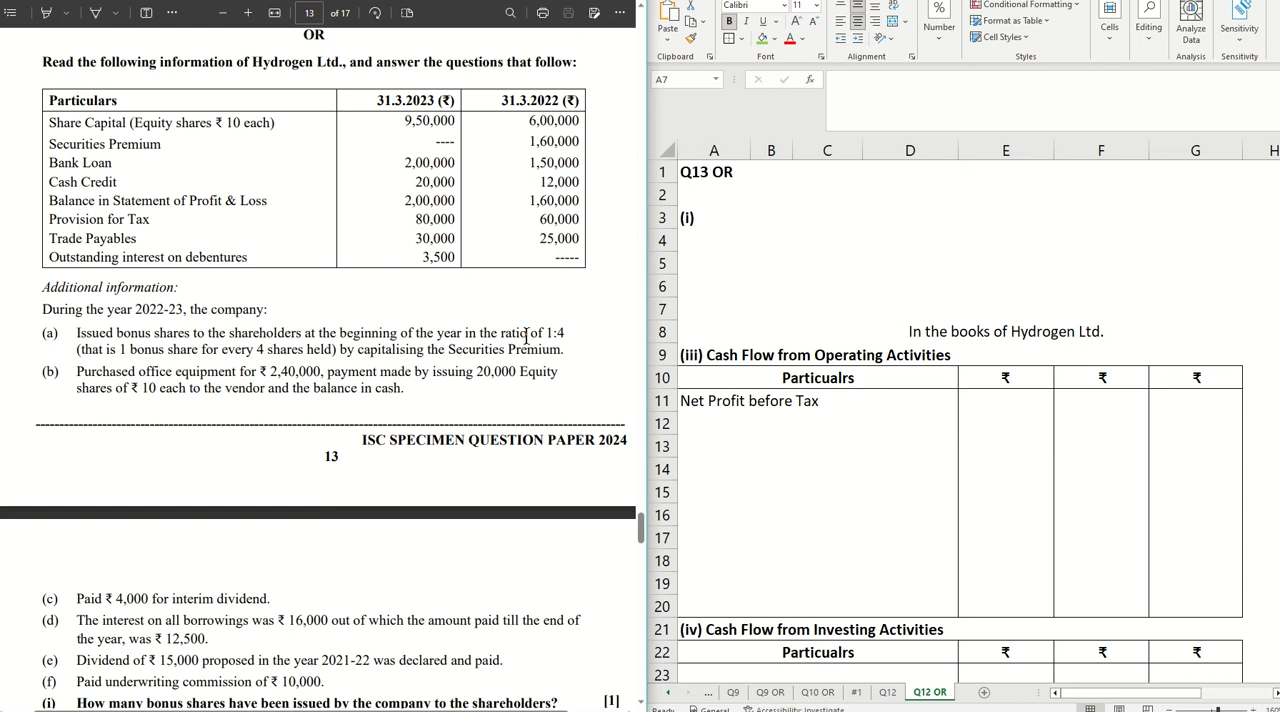 13 of 17
OR
Read the following information of Hydrogen Ltd., and answer the questions that follow:
Particulars 31.3.2023 (₹) 31.3.2022 (₹)
Share Capital (Equity shares ₹ 10 each) 9,50,000 6,00,000
Securities Premium ---- 1,60,000
Bank Loan 2,00,000 1,50,000
Cash Credit 20,000 12,000
Balance in Statement of Profit & Loss 2,00,000 1,60,000
Provision for Tax 80,000 60,000
Trade Payables 30,000 25,000
Outstanding interest on debentures 3,500 -----
Additional information:
During the year 2022-23, the company:
(a) Issued bonus shares to the shareholders at the beginning of the year in the ratio of 1:4
(that is 1 bonus share for every 4 shares held) by capitalising the Securities Premium.
(b) Purchased office equipment for ₹ 2,40,000, payment made by issuing 20,000 Equity
shares of ₹ 10 each to the vendor and the balance in cash.
ISC SPECIMEN QUESTION PAPER 2024
13
(c) Paid ₹ 4,000 for interim dividend.
(d) The interest on all borrowings was ₹ 16,000 out of which the amount paid till the end of
the year, was ₹ 12,500.
(e) Dividend of ₹ 15,000 proposed in the year 2021-22 was declared and paid.
(f) Paid underwriting commission of ₹ 10,000.
(i) How many bonus shares have been issued by the company to the shareholders? [1]
Paste
Clipboard
Calibri 11
B I U A A
Font
Alignment
% Number
Conditional Formatting
Format as Table
Cell Styles
Styles
Cells
Editing
Analyze Data
Analysis
Sensitivity
Sensitivity
A7 fx
A B C D E F G H
1 Q13 OR
2
3 (i)
4
5
6
7
8 In the books of Hydrogen Ltd.
9 (iii) Cash Flow from Operating Activities
10 Particualrs ₹ ₹ ₹
11 Net Profit before Tax
12
13
14
15
16
17
18
19
20
21 (iv) Cash Flow from Investing Activities
22 Particualrs ₹ ₹ ₹
23
... Q9 Q9 OR Q10 OR #1 Q12 Q12 OR
Ready General Accessibility: Investigate